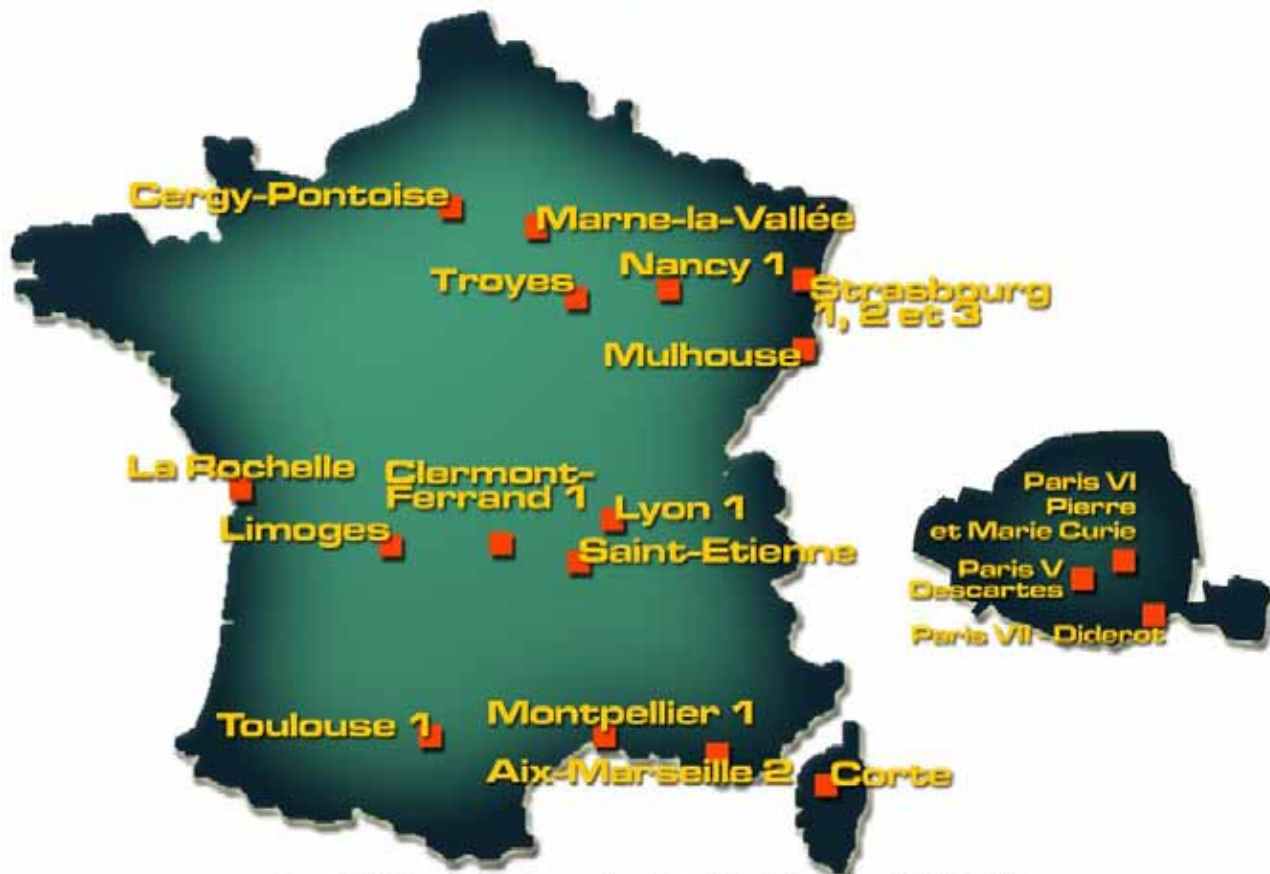 Cergy-Pontoise
Marne-la-Vallée
Nancy 1
Troyes
Strasbourg
1, 2 et 3
Mulhouse
La Rochelle
Clermont-
Ferrand 1
Lyon 1
Limoges
Saint-Etienne
Paris VI
Pierre
et Marie Curie
Paris V
Descartes
Paris VII - Diderot
Toulouse 1
Montpellier 1
Aix-Marseille 2
Corte